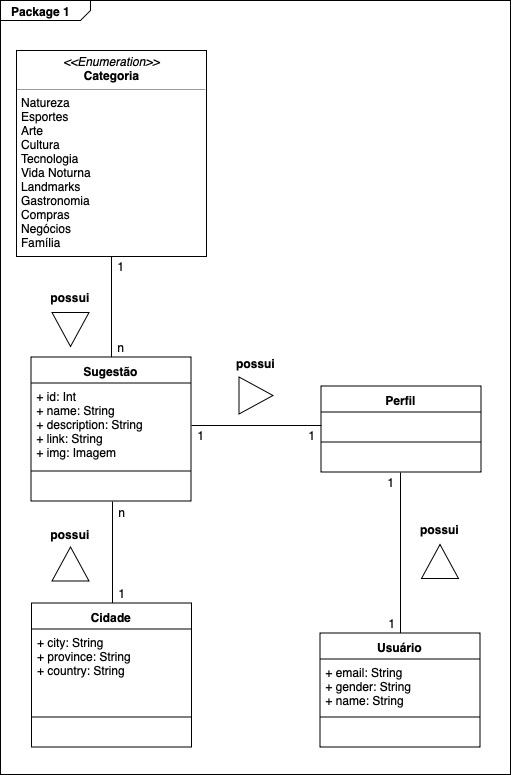 Package 1
<<Enumeration>>
Categoria
Natureza
Esportes
Arte
Cultura
Tecnologia
Vida Noturna
Landmarks
Gastronomia
Compras
Negócios
Família
1
possui
n
Sugestão
+ id: Int
+ name: String
+ description: String
+ link: String
+ img: Imagem
possui
1
1
Perfil
n
possui
1
Cidade
+ city: String
+ province: String
+ country: String
1
possui
1
Usuário
+ email: String
+ gender: String
+ name: String